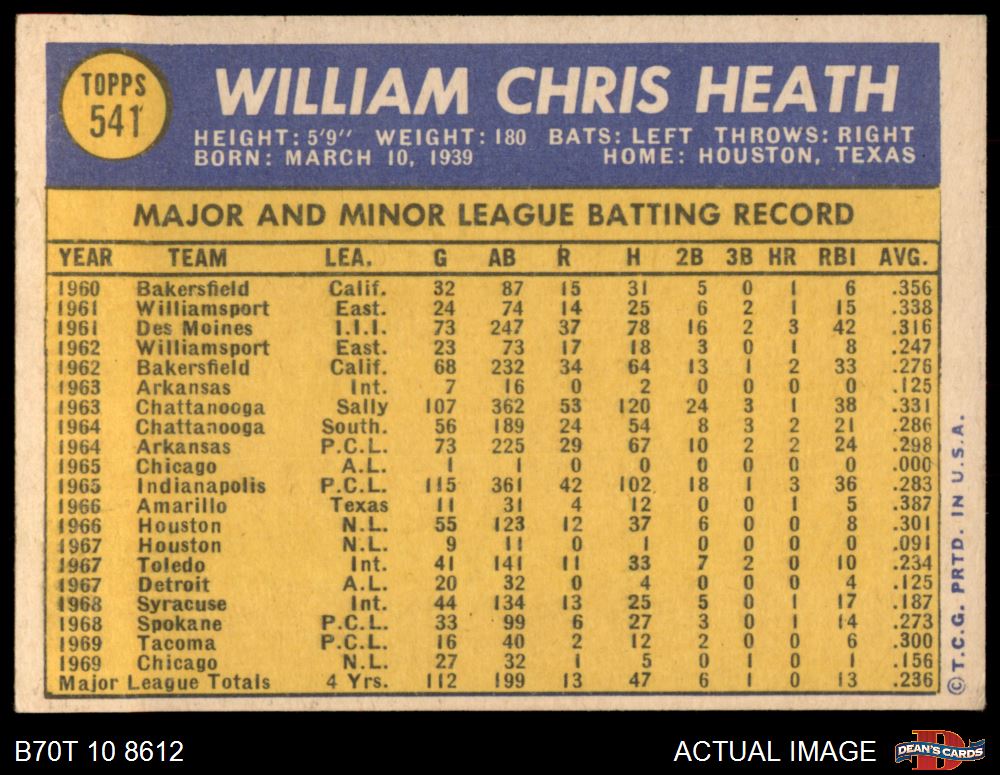 TOPPS
541
WILLIAM CHRIS HEATH
HEIGHT: 5'9'' WEIGHT: 180 BATS: LEFT THROWS: RIGHT
BORN: MARCH 10, 1939 HOME: HOUSTON, TEXAS
MAJOR AND MINOR LEAGUE BATTING RECORD
YEAR TEAM LEA. G AB R H 2B 3B HR RBI AVG.
1960 Bakersfield Calif. 32 87 15 31 5 0 1 6 .356
1961 Williamsport East. 24 74 14 25 6 2 1 15 .338
1961 Des Moines I.I.I. 73 247 37 78 16 2 3 42 .316
1962 Williamsport East. 23 73 17 18 3 0 1 8 .247
1962 Bakersfield Calif. 68 232 34 64 13 1 2 33 .276
1963 Arkansas Int. 7 16 0 2 0 0 0 0 .125
1963 Chattanooga Sally 107 362 53 120 24 3 1 38 .331
1964 Chattanooga South. 56 189 24 54 8 3 2 21 .286
1964 Arkansas P.C.L. 73 225 29 67 10 2 2 24 .298
1965 Chicago A.L. 1 1 0 0 0 0 0 0 .000
1965 Indianapolis P.C.L. 115 361 42 102 18 1 3 36 .283
1966 Amarillo Texas 11 31 4 12 0 0 1 5 .387
1966 Houston N.L. 55 123 12 37 6 0 0 8 .301
1967 Houston N.L. 9 11 0 1 0 0 0 0 .091
1967 Toledo Int. 41 141 11 33 7 2 0 10 .234
1967 Detroit A.L. 20 32 0 4 0 0 0 4 .125
1968 Syracuse Int. 44 134 13 25 5 0 1 17 .187
1968 Spokane P.C.L. 33 99 6 27 3 0 1 14 .273
1969 Tacoma P.C.L. 16 40 2 12 2 0 0 6 .300
1969 Chicago N.L. 27 32 1 5 0 1 0 1 .156
Major League Totals 4 Yrs. 112 199 13 47 6 1 0 13 .236
© T.C.G. PRTD. IN U.S.A.
B70T 10 8612 ACTUAL IMAGE
DEAN'S CARDS